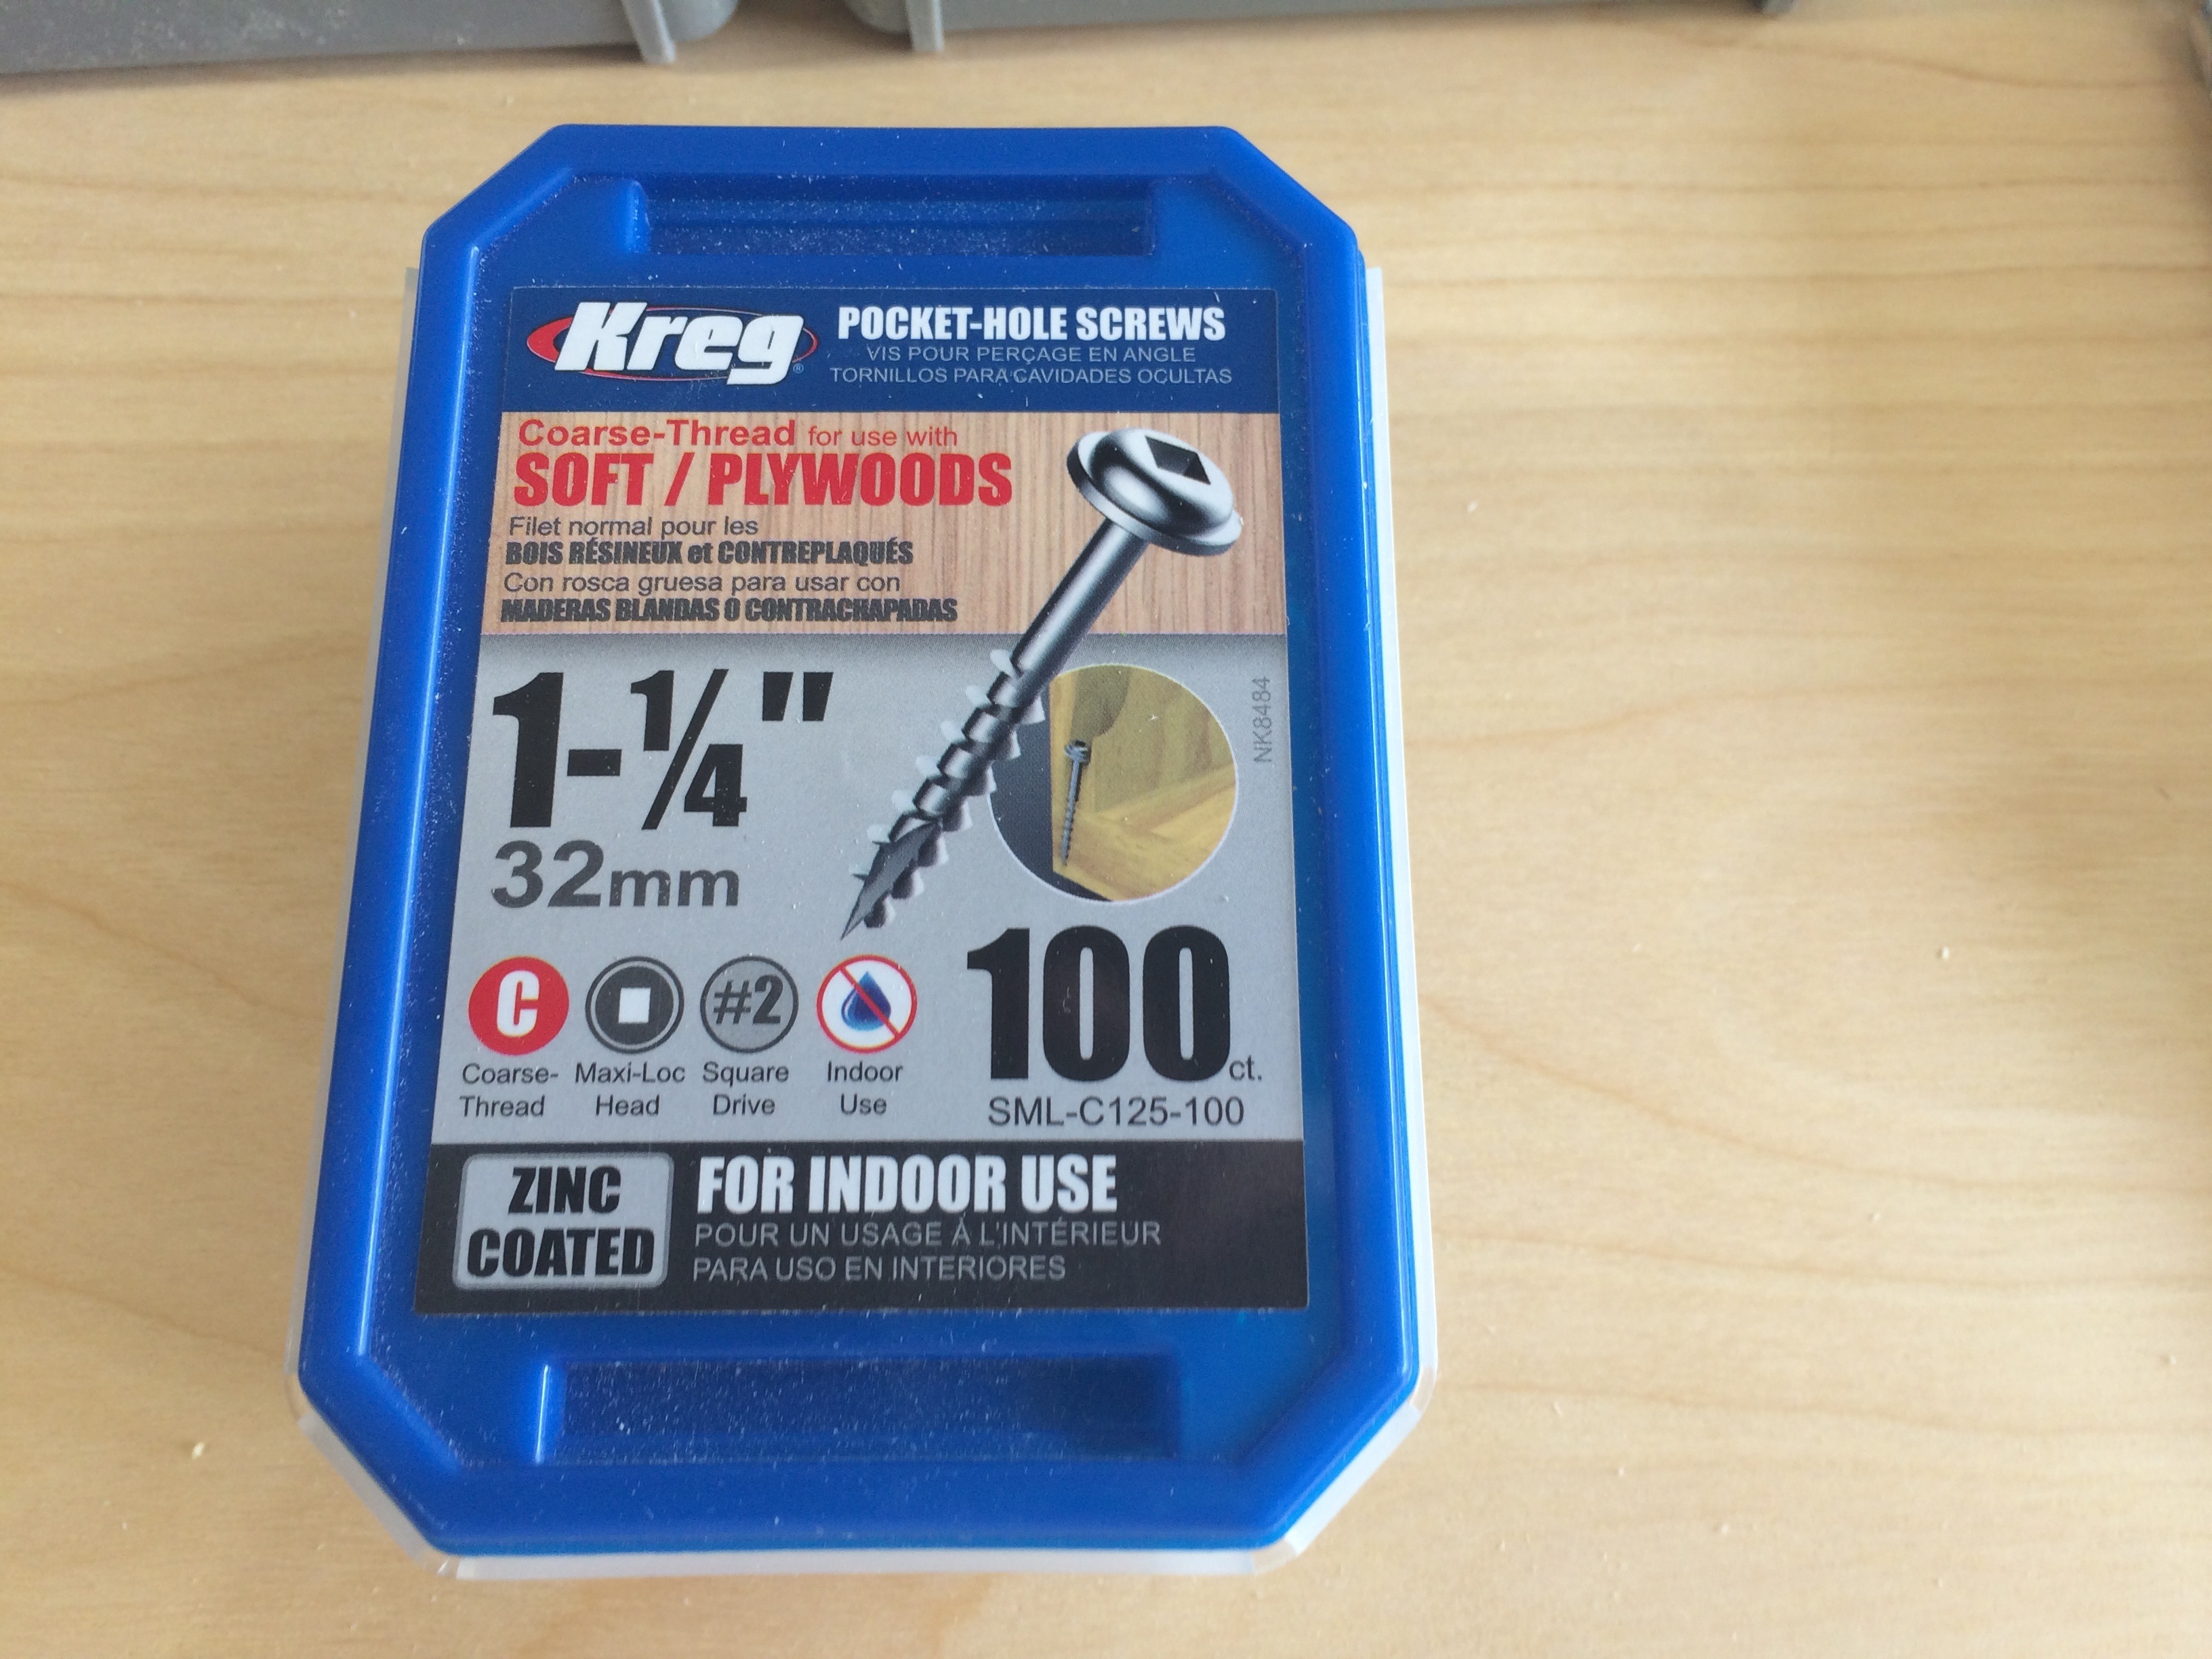 Kreg®
POCKET-HOLE SCREWS
VIS POUR PERÇAGE EN ANGLE
TORNILLOS PARA CAVIDADES OCULTAS
Coarse-Thread for use with
SOFT / PLYWOODS
Filet normal pour les
BOIS RÉSINEUX et CONTREPLAQUÉS
Con rosca gruesa para usar con
MADERAS BLANDAS O CONTRACHAPADAS
1-¼"
32mm
NK8484
C
#2
Coarse-Thread
Maxi-Loc Head
Square Drive
Indoor Use
100 ct.
SML-C125-100
ZINC
COATED
FOR INDOOR USE
POUR UN USAGE À L'INTÉRIEUR
PARA USO EN INTERIORES